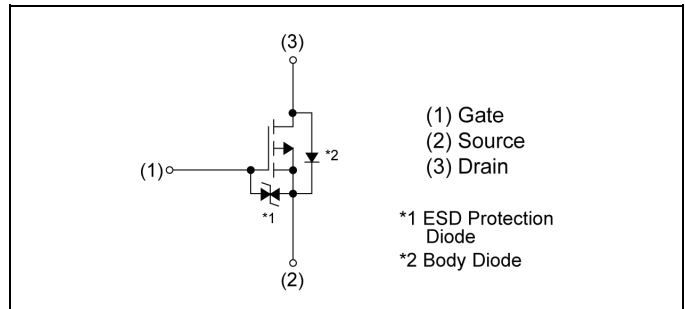 (3)
(1) Gate
(2) Source
(3) Drain
(1)
*2
*1
(2)
*1 ESD Protection
Diode
*2 Body Diode